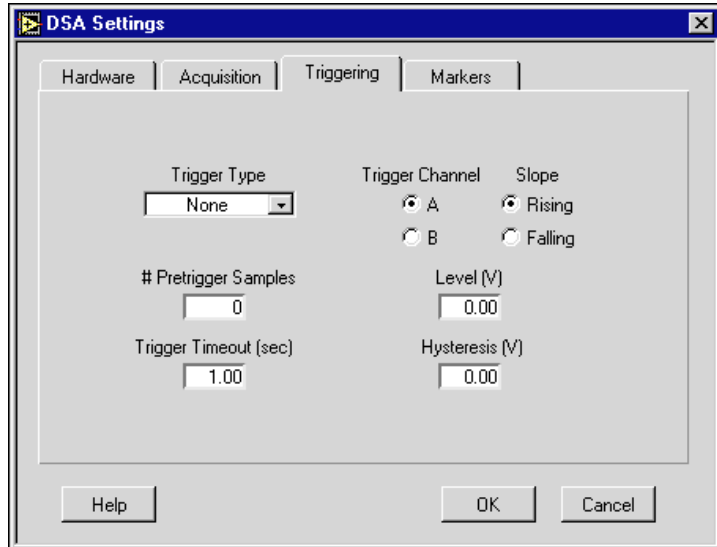 DSA Settings
Hardware Acquisition Triggering Markers
Trigger Type Trigger Channel Slope
None A Rising
B Falling
# Pretrigger Samples Level (V)
0 0.00
Trigger Timeout (sec) Hysteresis (V)
1.00 0.00
Help OK Cancel